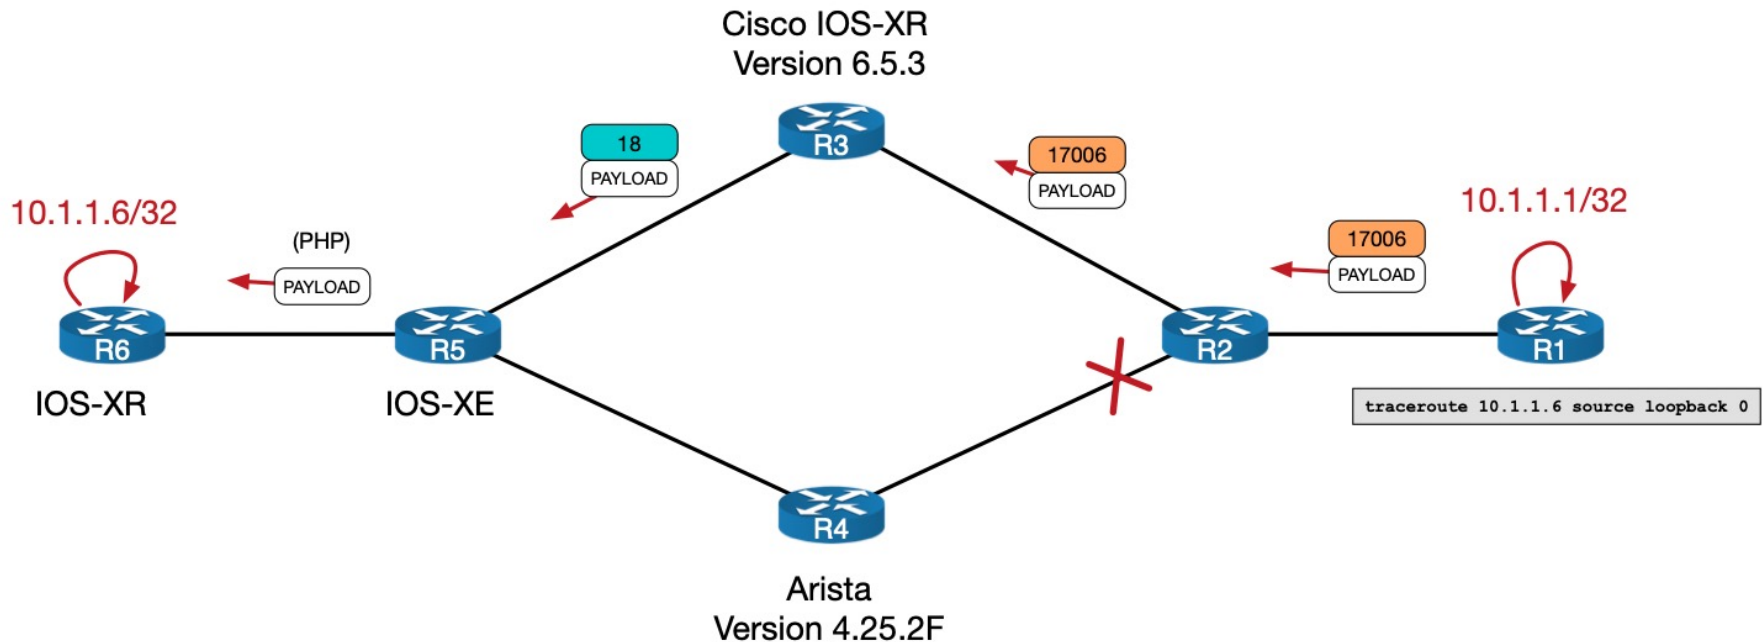 Cisco IOS-XR
Version 6.5.3
R3
18
PAYLOAD
17006
PAYLOAD
10.1.1.6/32
(PHP)
PAYLOAD
10.1.1.1/32
17006
PAYLOAD
R6
R5
R2
R1
IOS-XR
IOS-XE
traceroute 10.1.1.6 source loopback 0
R4
Arista
Version 4.25.2F